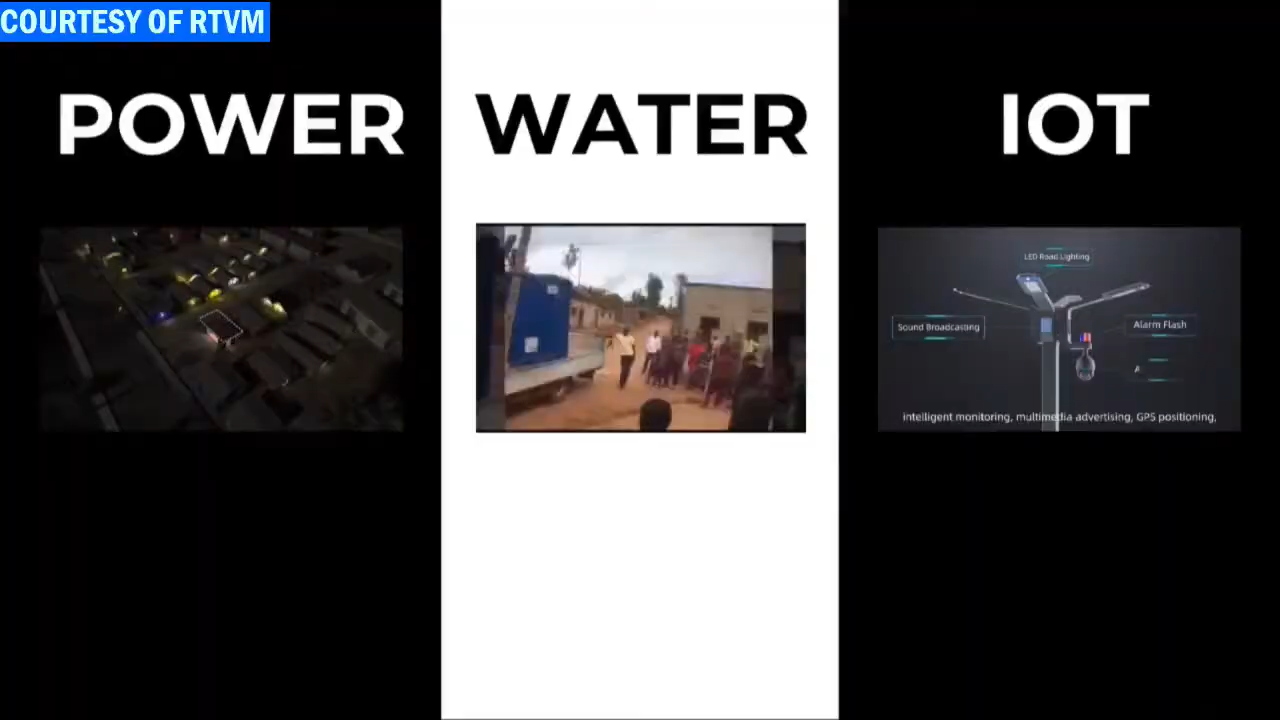 COURTESY OF RTVM
POWER
WATER
IOT
LED Road Lighting
Sound Broadcasting
Alarm Flash
A
intelligent monitoring, multimedia advertising, GPS positioning,